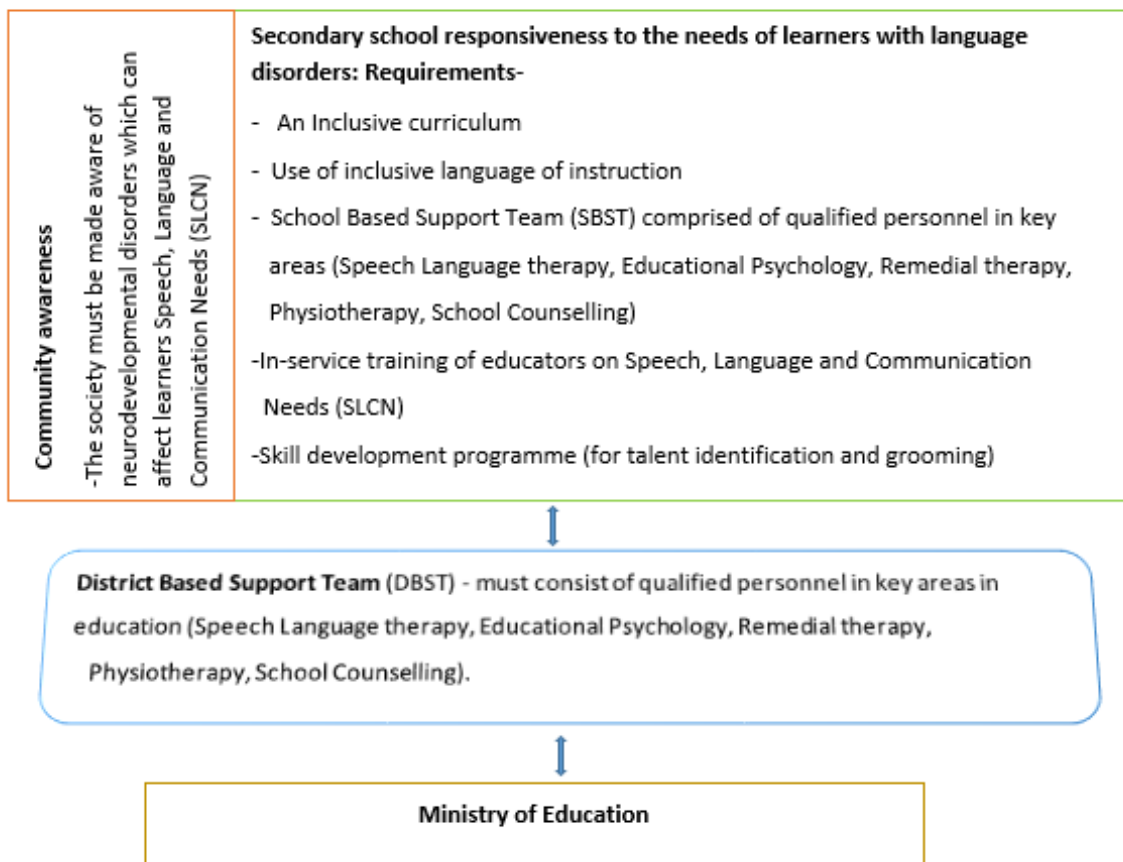 Community awareness
-The society must be made aware of
neurodevelopmental disorders which can
affect learners Speech, Language and
Communication Needs (SLCN)
Secondary school responsiveness to the needs of learners with language
disorders: Requirements-
- An Inclusive curriculum
- Use of inclusive language of instruction
- School Based Support Team (SBST) comprised of qualified personnel in key
areas (Speech Language therapy, Educational Psychology, Remedial therapy,
Physiotherapy, School Counselling)
-In-service training of educators on Speech, Language and Communication
Needs (SLCN)
-Skill development programme (for talent identification and grooming)
District Based Support Team (DBST) - must consist of qualified personnel in key areas in
education (Speech Language therapy, Educational Psychology, Remedial therapy,
Physiotherapy, School Counselling).
Ministry of Education